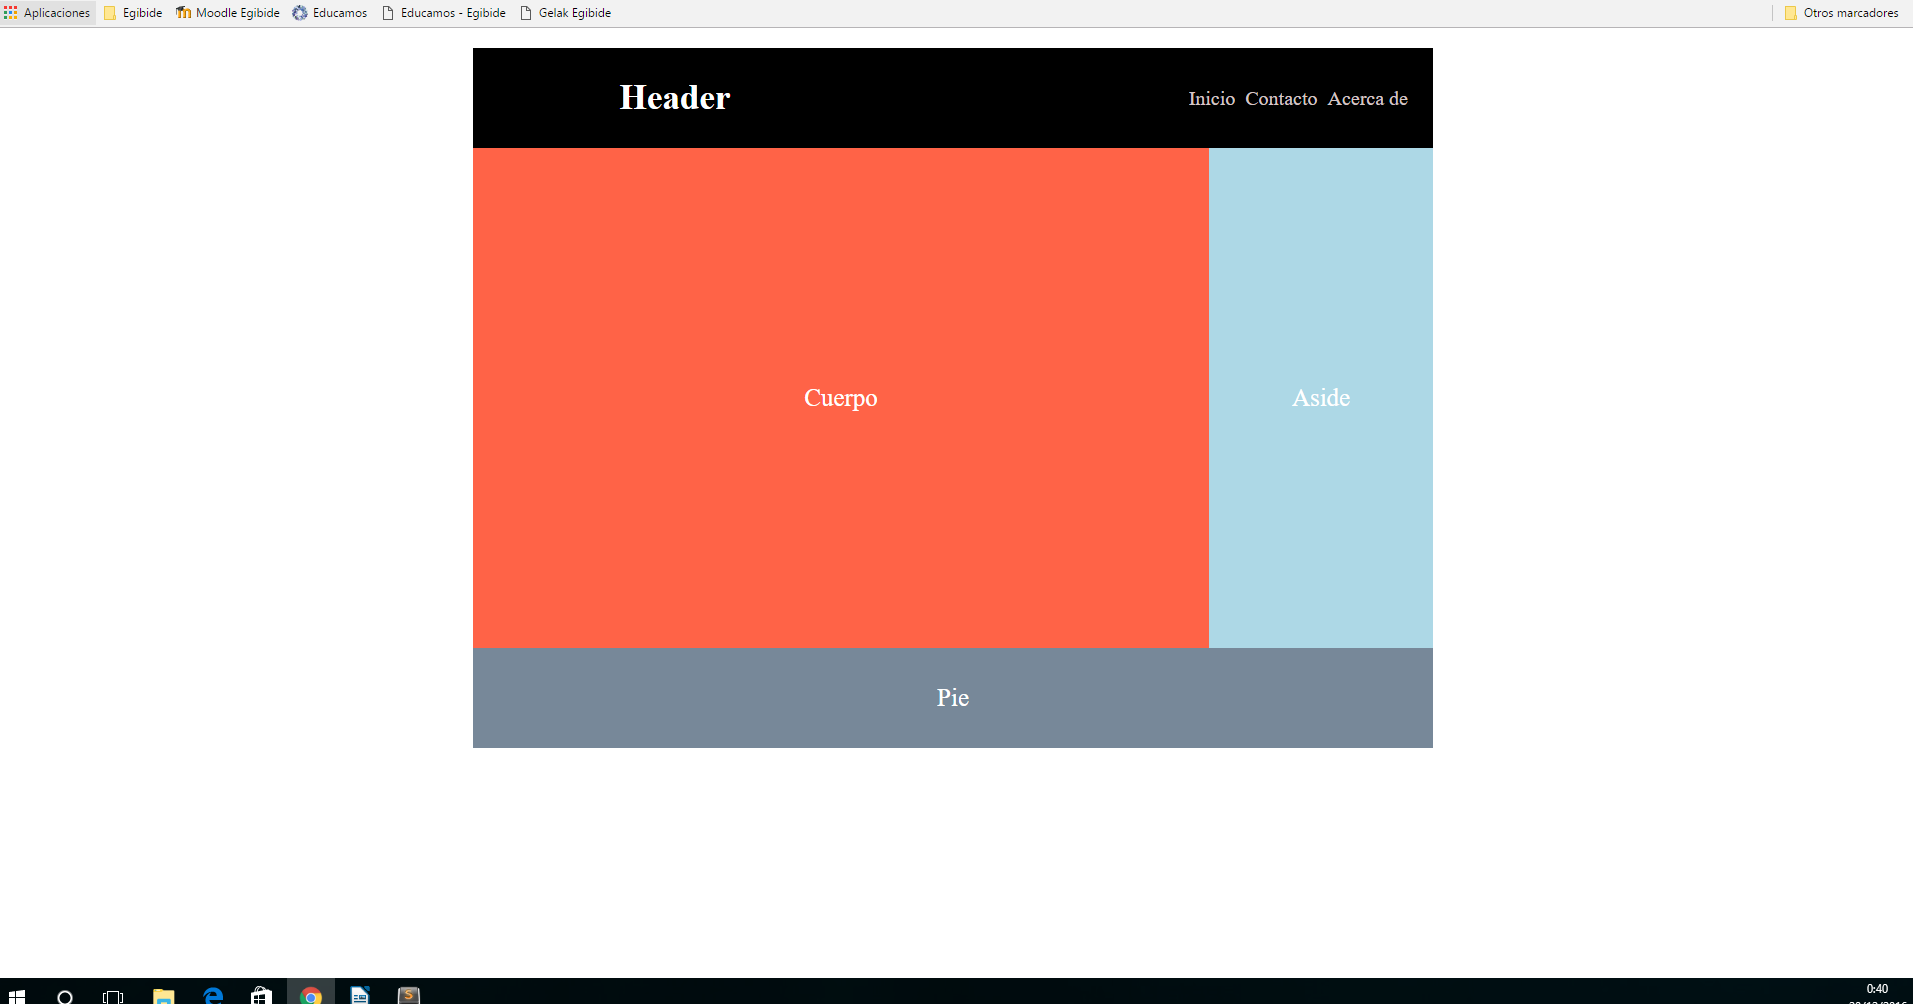 Aplicaciones Egibide Moodle Egibide Educamos Educamos - Egibide Gelak Egibide Otros marcadores
Header Inicio Contacto Acerca de
Cuerpo Aside
Pie
0:40